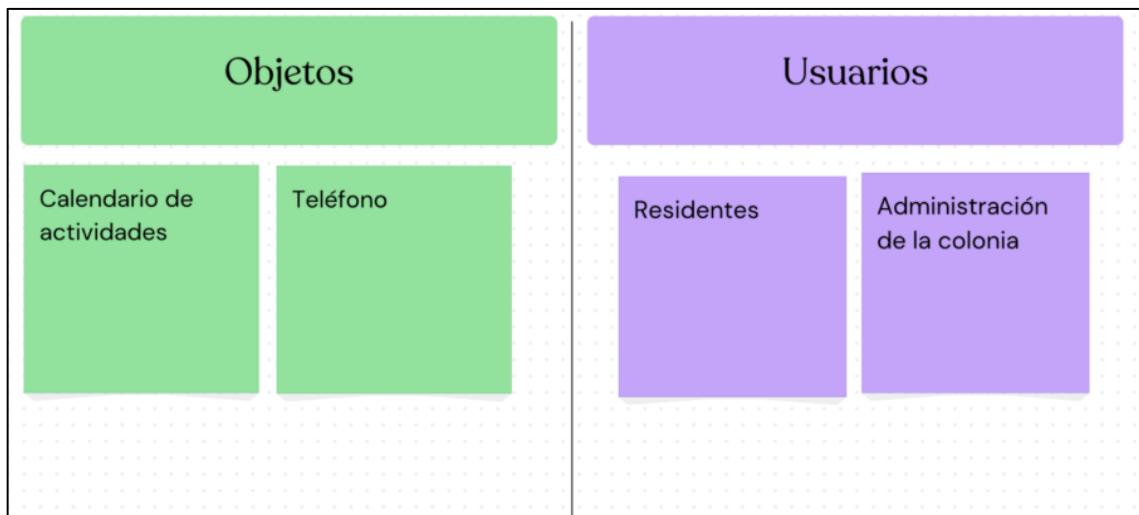 Objetos
Usuarios
Calendario de
actividades
Teléfono
Residentes
Administración
de la colonia